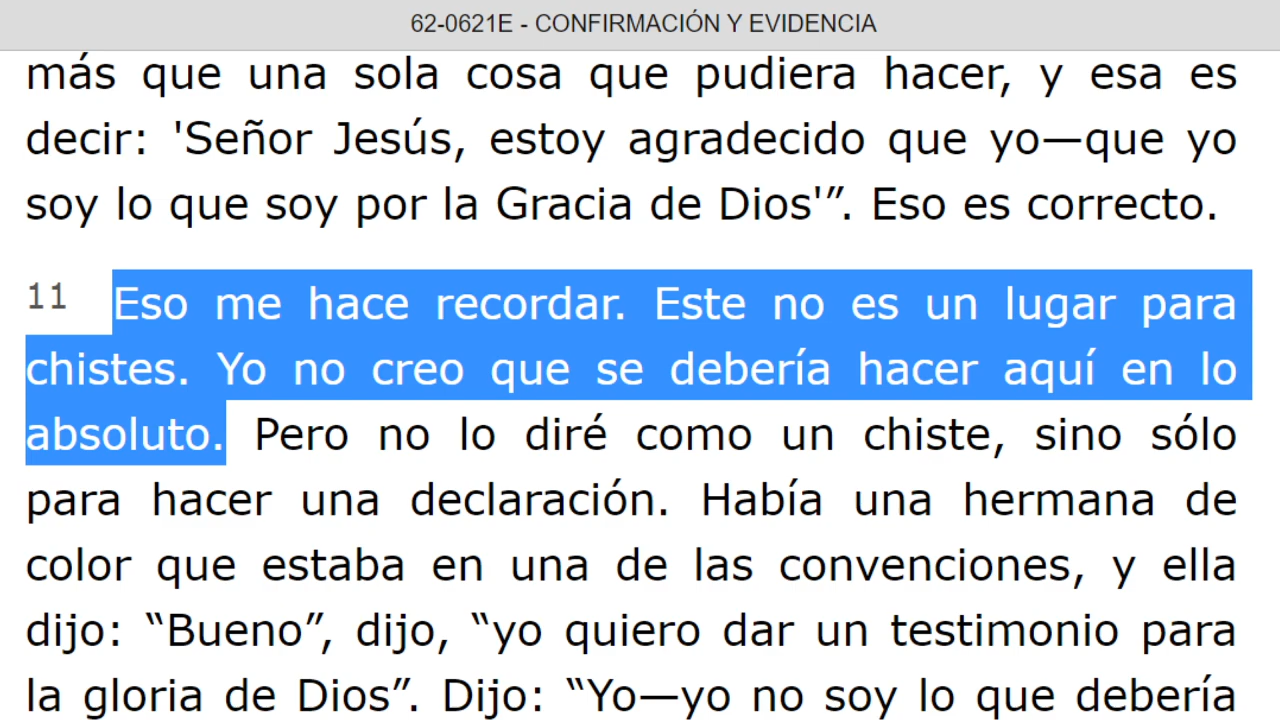 62-0621E - CONFIRMACIÓN Y EVIDENCIA
más que una sola cosa que pudiera hacer, y esa es
decir: 'Señor Jesús, estoy agradecido que yo—que yo
soy lo que soy por la Gracia de Dios'”. Eso es correcto.
11 Eso me hace recordar. Este no es un lugar para
chistes. Yo no creo que se debería hacer aquí en lo
absoluto. Pero no lo diré como un chiste, sino sólo
para hacer una declaración. Había una hermana de
color que estaba en una de las convenciones, y ella
dijo: “Bueno”, dijo, “yo quiero dar un testimonio para
la gloria de Dios”. Dijo: “Yo—yo no soy lo que debería